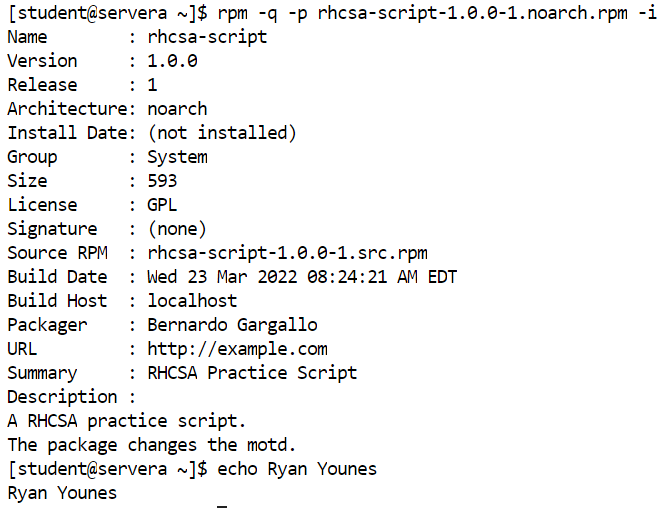 [student@servera ~]$ rpm -q -p rhcsa-script-1.0.0-1.noarch.rpm -i
Name        : rhcsa-script
Version     : 1.0.0
Release     : 1
Architecture: noarch
Install Date: (not installed)
Group       : System
Size        : 593
License     : GPL
Signature   : (none)
Source RPM  : rhcsa-script-1.0.0-1.src.rpm
Build Date  : Wed 23 Mar 2022 08:24:21 AM EDT
Build Host  : localhost
Packager    : Bernardo Gargallo
URL         : http://example.com
Summary     : RHCSA Practice Script
Description :
A RHCSA practice script.
The package changes the motd.
[student@servera ~]$ echo Ryan Younes
Ryan Younes